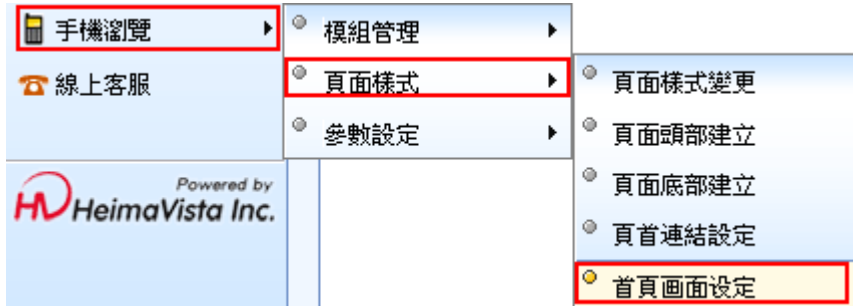 手機瀏覽
線上客服
Powered by
HeimaVista Inc.
模組管理
頁面樣式
參數設定
頁面樣式變更
頁面頭部建立
頁面底部建立
頁首連結設定
首頁画面设定